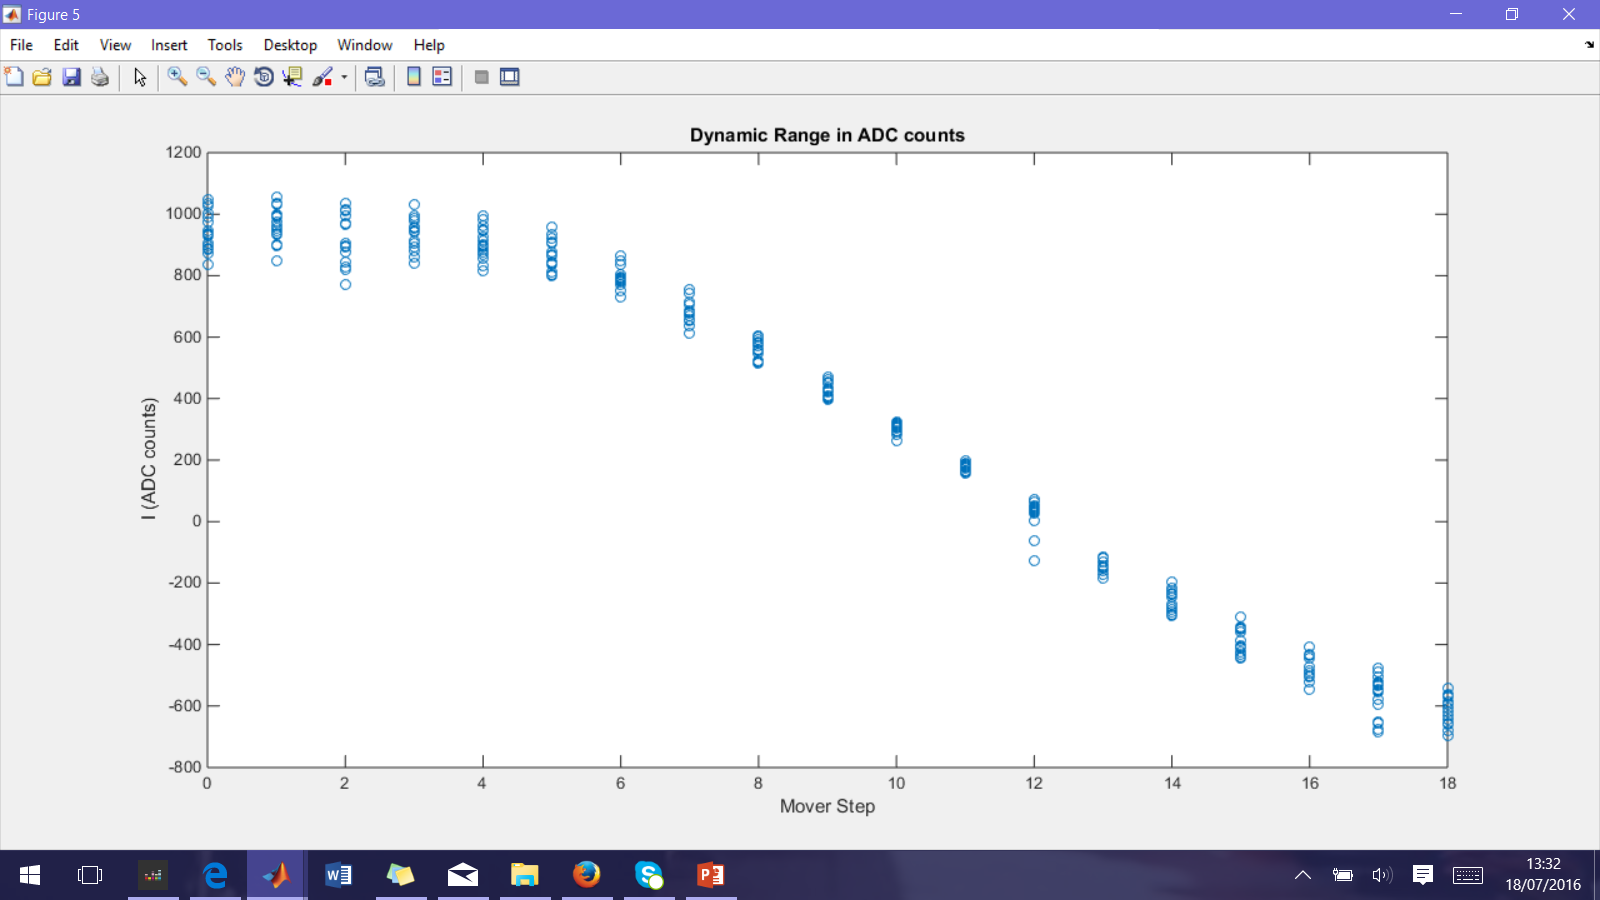 Figure 5
File Edit View Insert Tools Desktop Window Help
Dynamic Range in ADC counts
1200
1000
800
600
400
200
0
-200
-400
-600
-800
I (ADC counts)
0 2 4 6 8 10 12 14 16 18
Mover Step
13:32
18/07/2016